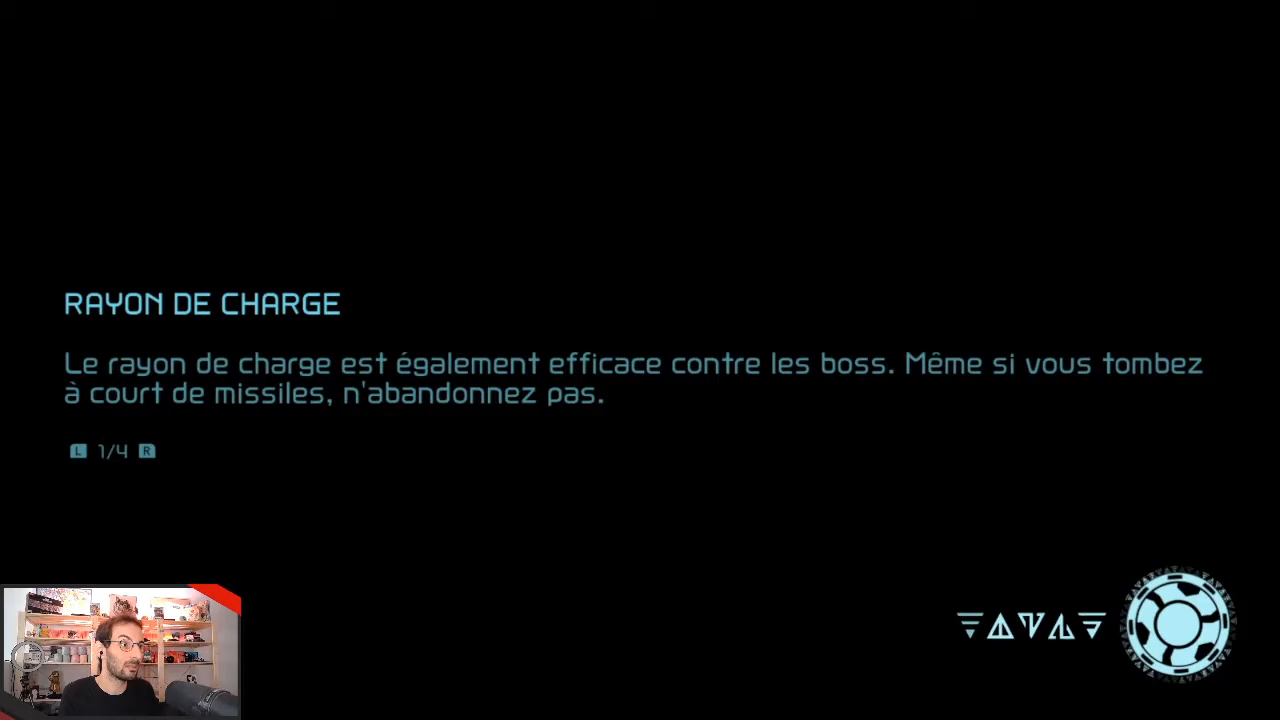 RAYON DE CHARGE
Le rayon de charge est également efficace contre les boss. Même si vous tombez
à court de missiles, n'abandonnez pas.
L 1/4 R